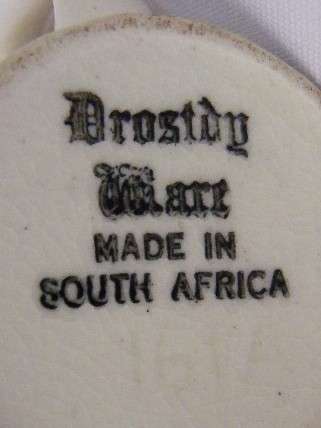 Drostdy
Ware
MADE IN
SOUTH AFRICA